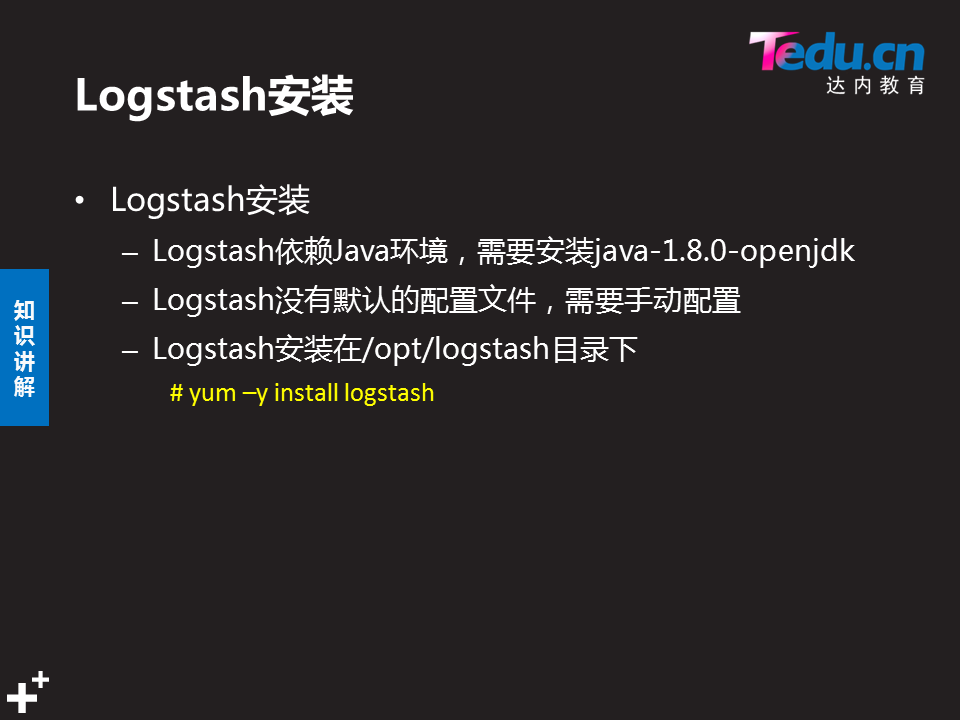 Tedu.cn
达内教育
Logstash安装
• Logstash安装
– Logstash依赖Java环境，需要安装java-1.8.0-openjdk
– Logstash没有默认的配置文件，需要手动配置
– Logstash安装在/opt/logstash目录下
# yum –y install logstash
知识讲解